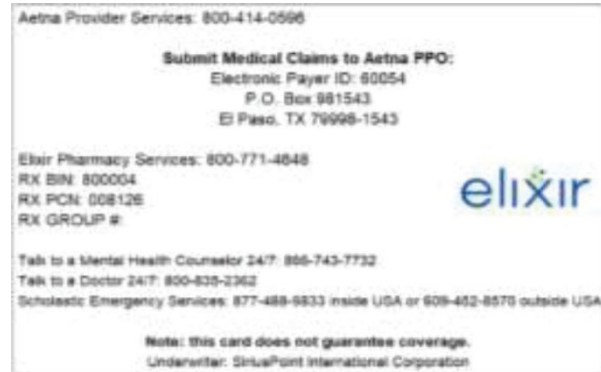 Aetna Provider Services: 800-414-0596
Submit Medical Claims to Aetna PPO:
Electronic Payer ID: 60054
P.O. Box 981543
El Paso, TX 79998-1543
Elixir Pharmacy Services: 800-771-4648
RX BIN: 800004
RX PCN: 008126
RX GROUP #:
elixir
Talk to a Mental Health Counselor 24/7: 866-743-7732
Talk to a Doctor 24/7: 800-835-2362
Scholastic Emergency Services: 877-488-9833 inside USA or 609-452-8570 outside USA
Note: this card does not guarantee coverage.
Underwriter: SiriusPoint International Corporation